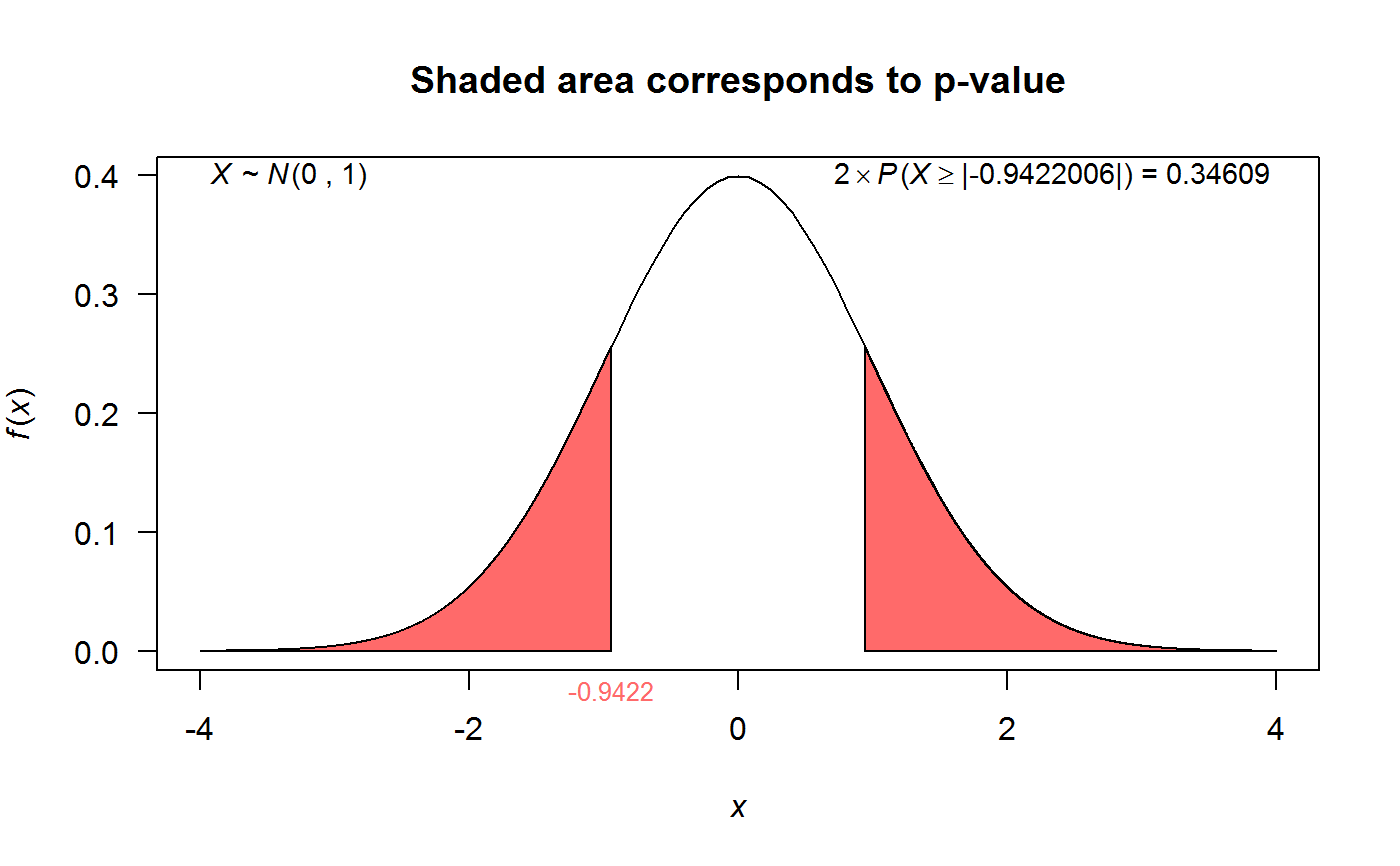 Shaded area corresponds to p-value
X ~ N(0 , 1)
2 × P(X ≥ |-0.9422006|) = 0.34609
0.4
0.3
0.2
0.1
0.0
f(x)
-0.9422
-4
-2
0
2
4
x